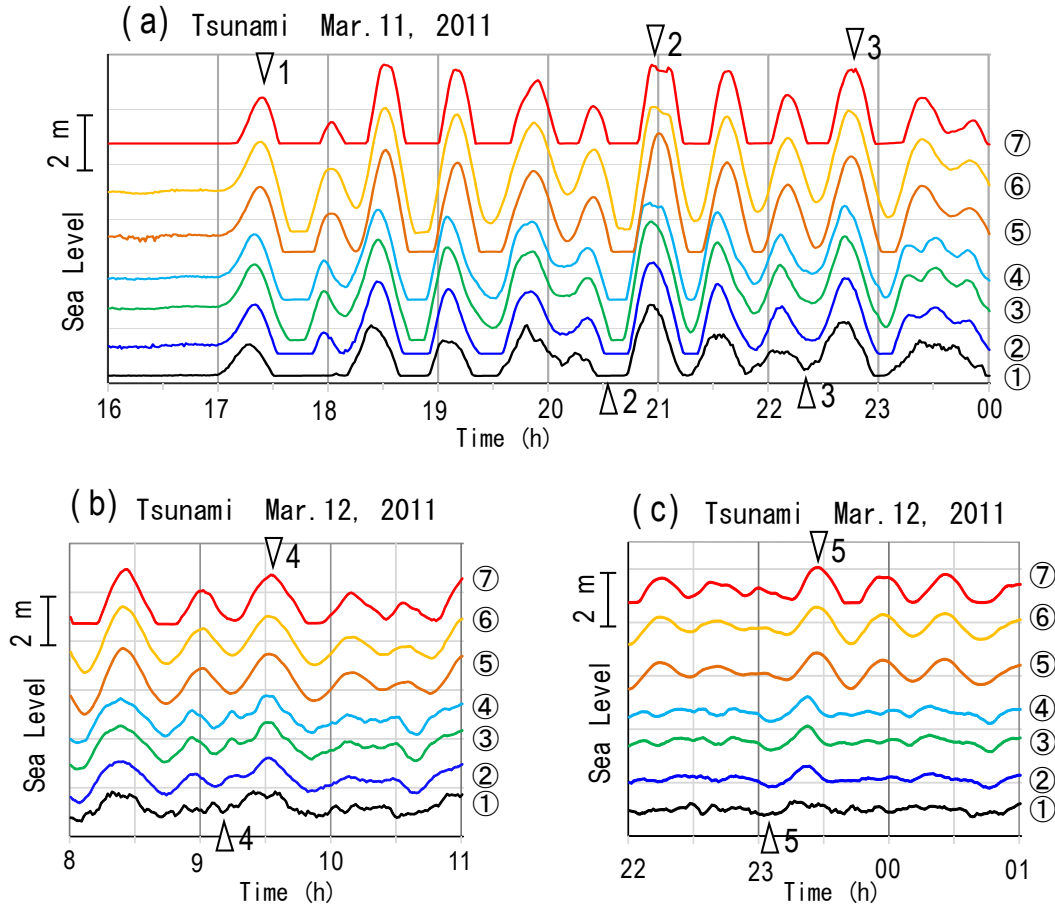 (a) Tsunami Mar.11, 2011
1 2 3
2 m
Sea Level
⑦
⑥
⑤
④
③
②
①
2 3
16 17 18 19 20 21 22 23 00
Time (h)
(b) Tsunami Mar.12, 2011
4
2 m
Sea Level
⑦
⑥
⑤
④
③
②
①
4
8 9 10 11
Time (h)
(c) Tsunami Mar.12, 2011
5
2 m
Sea Level
⑦
⑥
⑤
④
③
②
①
5
22 23 00 01
Time (h)